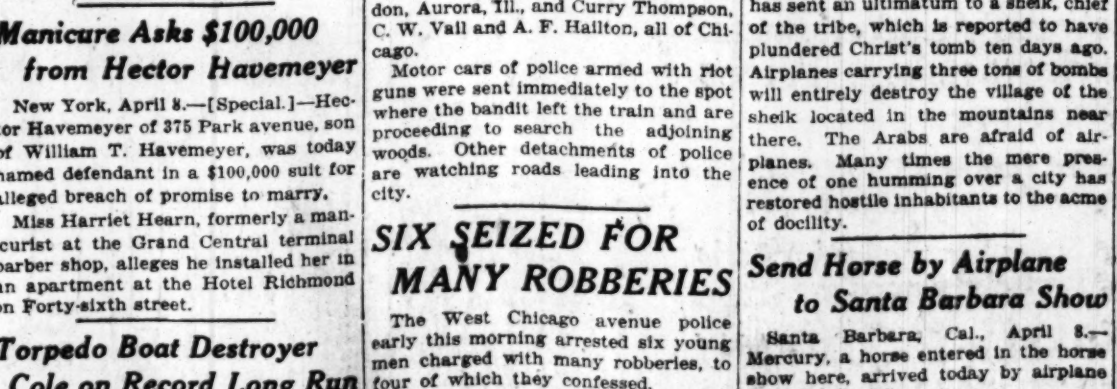 Manicure Asks $100,000
from Hector Havemeyer
New York, April 8.—[Special.]—Hec-
or Havemeyer of 375 Park avenue, son
of William T. Havemeyer, was today
named defendant in a $100,000 suit for
alleged breach of promise to marry.
Miss Harriet Hearn, formerly a man-
curist at the Grand Central terminal
barber shop, alleges he installed her in
an apartment at the Hotel Richmond
on Forty-sixth street.
Torpedo Boat Destroyer
Cole on Record Long Run
don, Aurora, Ill., and Curry Thompson,
C. W. Vail and A. F. Hailton, all of Chi-
cago.
Motor cars of police armed with riot
guns were sent immediately to the spot
where the bandit left the train and are
proceeding to search the adjoining
woods. Other detachments of police
are watching roads leading into the
city.
SIX SEIZED FOR
MANY ROBBERIES
The West Chicago avenue police
early this morning arrested six young
men charged with many robberies, to
four of which they confessed.
has sent an ultimatum to a sheik, chief
of the tribe, which is reported to have
plundered Christ's tomb ten days ago.
Airplanes carrying three tons of bombs
will entirely destroy the village of the
sheik located in the mountains near
there. The Arabs are afraid of air-
planes. Many times the mere pres-
ence of one humming over a city has
restored hostile inhabitants to the acme
of docility.
Send Horse by Airplane
to Santa Barbara Show
Santa Barbara, Cal., April 8.—
Mercury, a horse entered in the horse
show here, arrived today by airplane